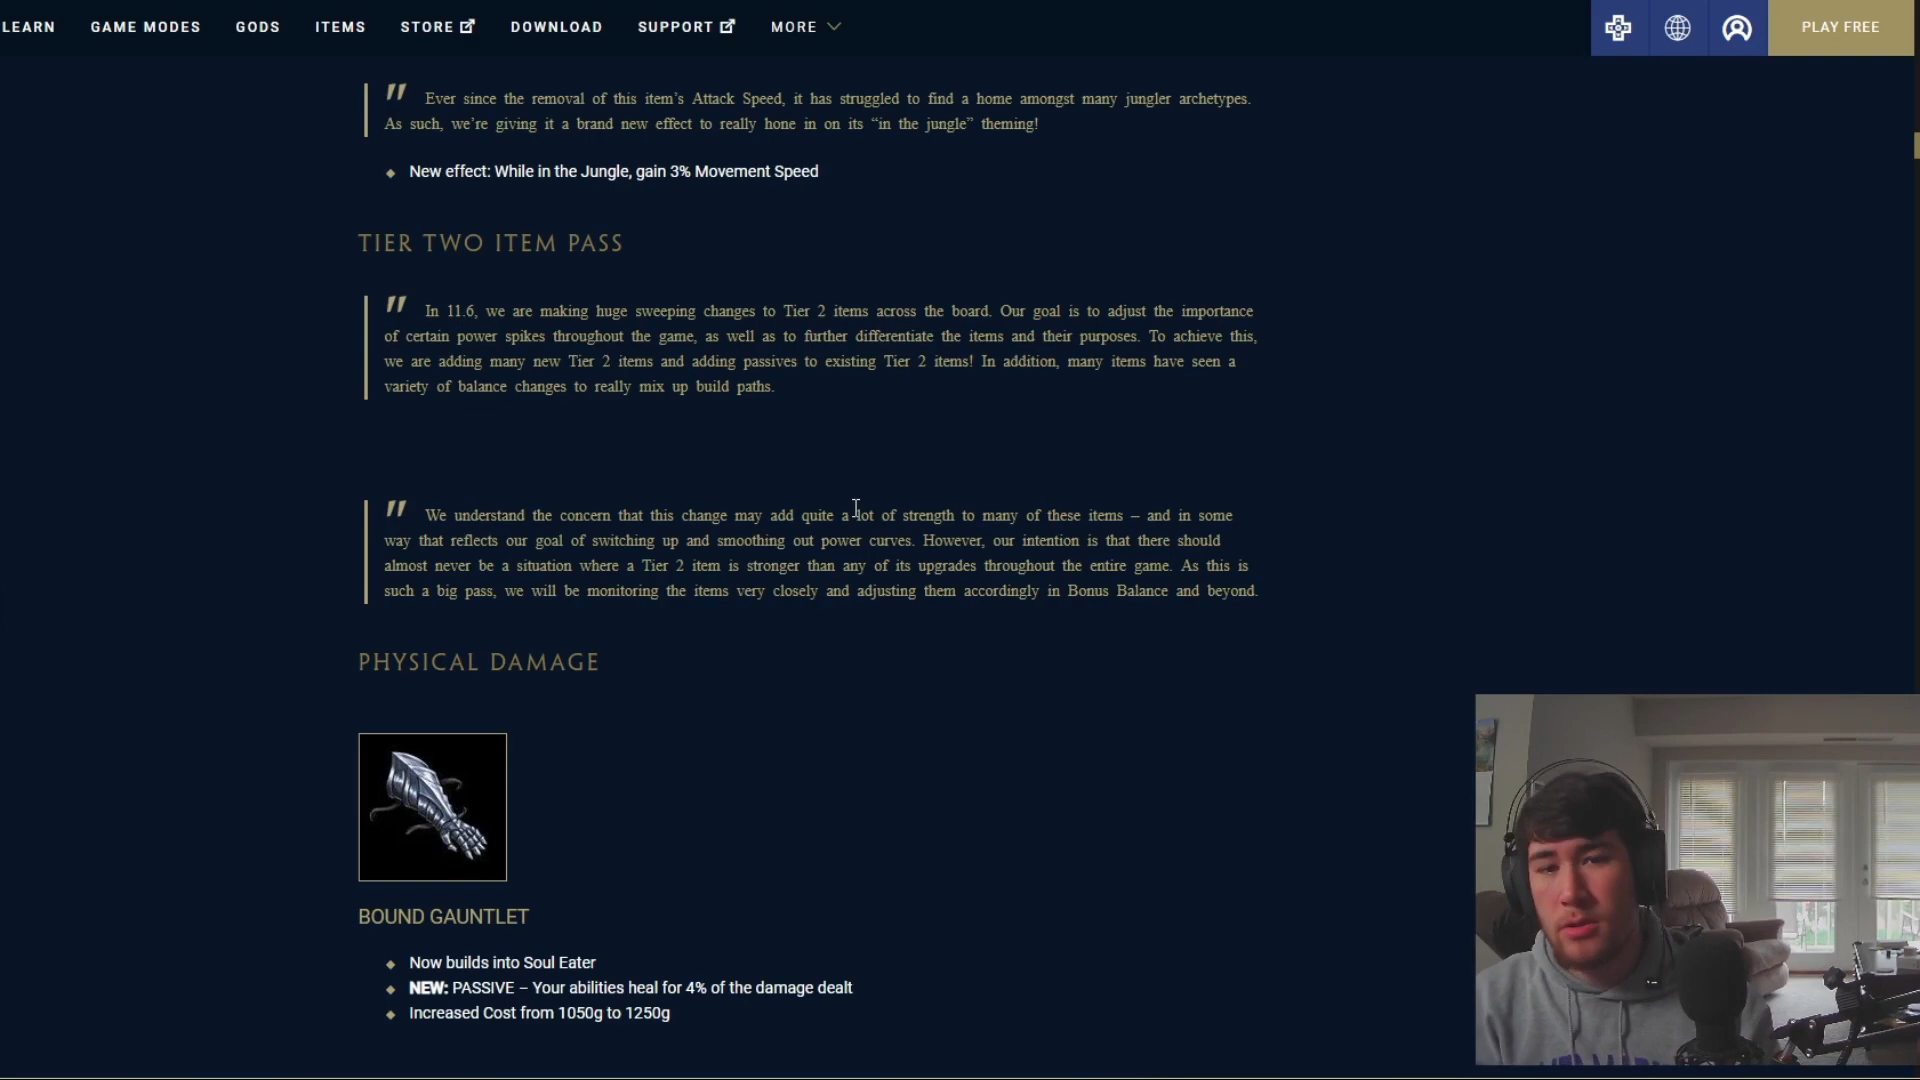 LEARN GAME MODES GODS ITEMS STORE DOWNLOAD SUPPORT MORE PLAY FREE
" Ever since the removal of this item’s Attack Speed, it has struggled to find a home amongst many jungler archetypes.
As such, we’re giving it a brand new effect to really hone in on its “in the jungle” theming!
New effect: While in the Jungle, gain 3% Movement Speed
TIER TWO ITEM PASS
" In 11.6, we are making huge sweeping changes to Tier 2 items across the board. Our goal is to adjust the importance
of certain power spikes throughout the game, as well as to further differentiate the items and their purposes. To achieve this,
we are adding many new Tier 2 items and adding passives to existing Tier 2 items! In addition, many items have seen a
variety of balance changes to really mix up build paths.
" We understand the concern that this change may add quite a lot of strength to many of these items – and in some
way that reflects our goal of switching up and smoothing out power curves. However, our intention is that there should
almost never be a situation where a Tier 2 item is stronger than any of its upgrades throughout the entire game. As this is
such a big pass, we will be monitoring the items very closely and adjusting them accordingly in Bonus Balance and beyond.
PHYSICAL DAMAGE
BOUND GAUNTLET
Now builds into Soul Eater
NEW: PASSIVE – Your abilities heal for 4% of the damage dealt
Increased Cost from 1050g to 1250g